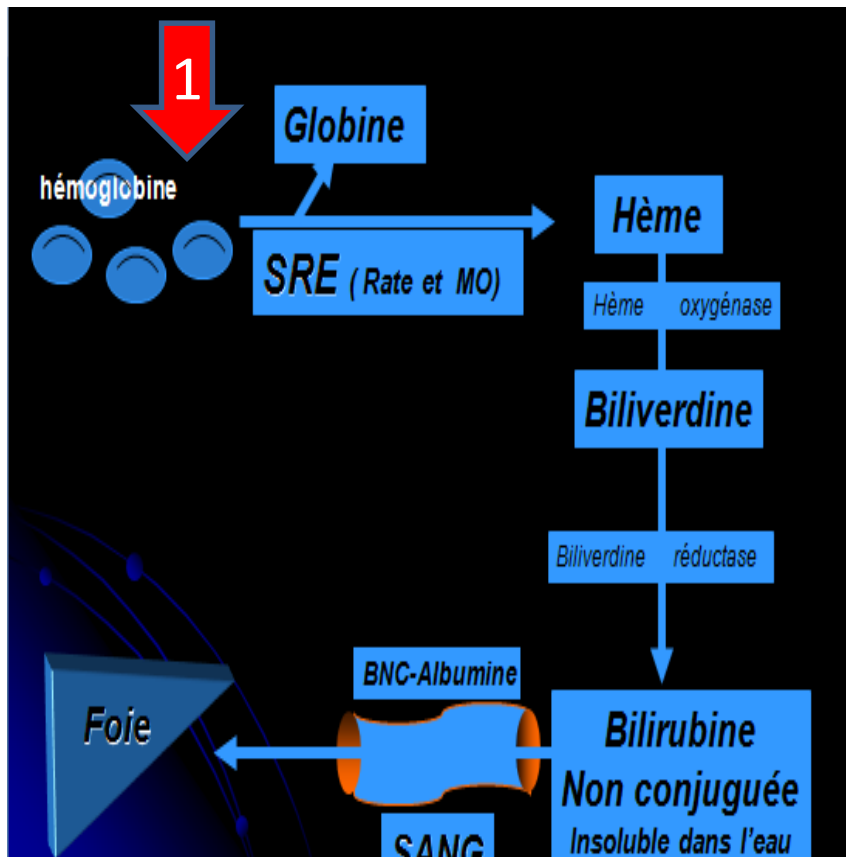 1
Globine
hémoglobine
Hème
SRE ( Rate et MO)
Hème oxygénase
Biliverdine
Biliverdine réductase
BNC-Albumine
Foie
Bilirubine
Non conjuguée
Insoluble dans l'eau
SANG